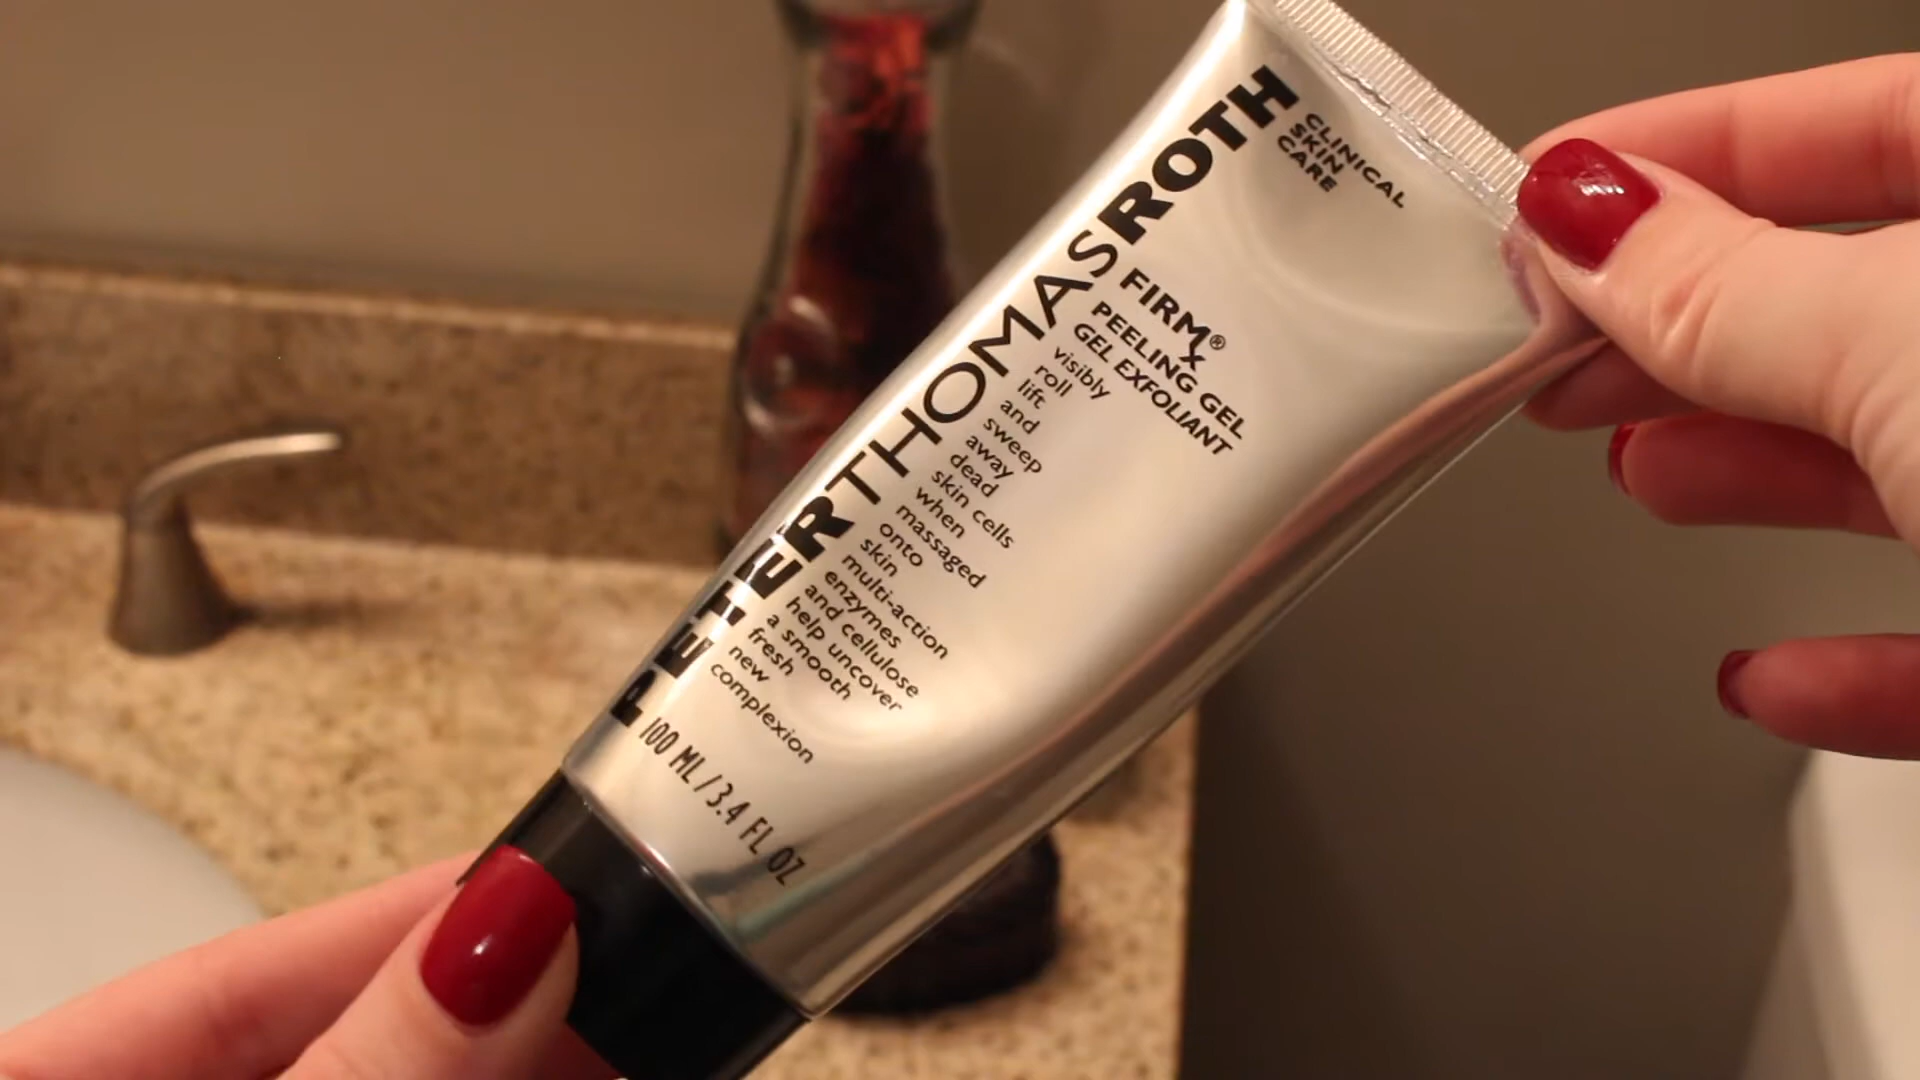 PETERTHOMASROTH
CLINICAL
SKIN
CARE
FIRMX®
PEELING GEL
GEL EXFOLIANT
visibly
roll
lift
and
sweep
away
dead
skin cells
when
massaged
onto
skin
multi-action
enzymes
and cellulose
help uncover
a smooth
fresh
new
complexion
100 ML / 3.4 FL OZ